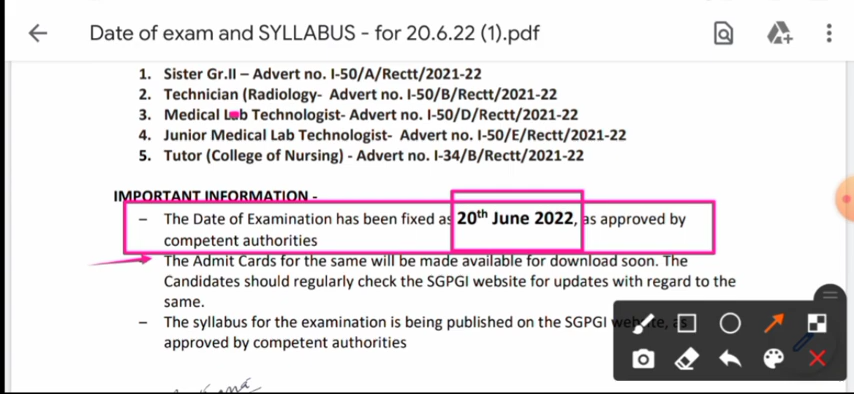 Date of exam and SYLLABUS - for 20.6.22 (1).pdf
1. Sister Gr.II – Advert no. I-50/A/Rectt/2021-22
2. Technician (Radiology- Advert no. I-50/B/Rectt/2021-22
3. Medical Lab Technologist- Advert no. I-50/D/Rectt/2021-22
4. Junior Medical Lab Technologist- Advert no. I-50/E/Rectt/2021-22
5. Tutor (College of Nursing) - Advert no. I-34/B/Rectt/2021-22
IMPORTANT INFORMATION -
– The Date of Examination has been fixed as 20th June 2022, as approved by
competent authorities
The Admit Cards for the same will be made available for download soon. The
Candidates should regularly check the SGPGI website for updates with regard to the
same.
– The syllabus for the examination is being published on the SGPGI website, as
approved by competent authorities